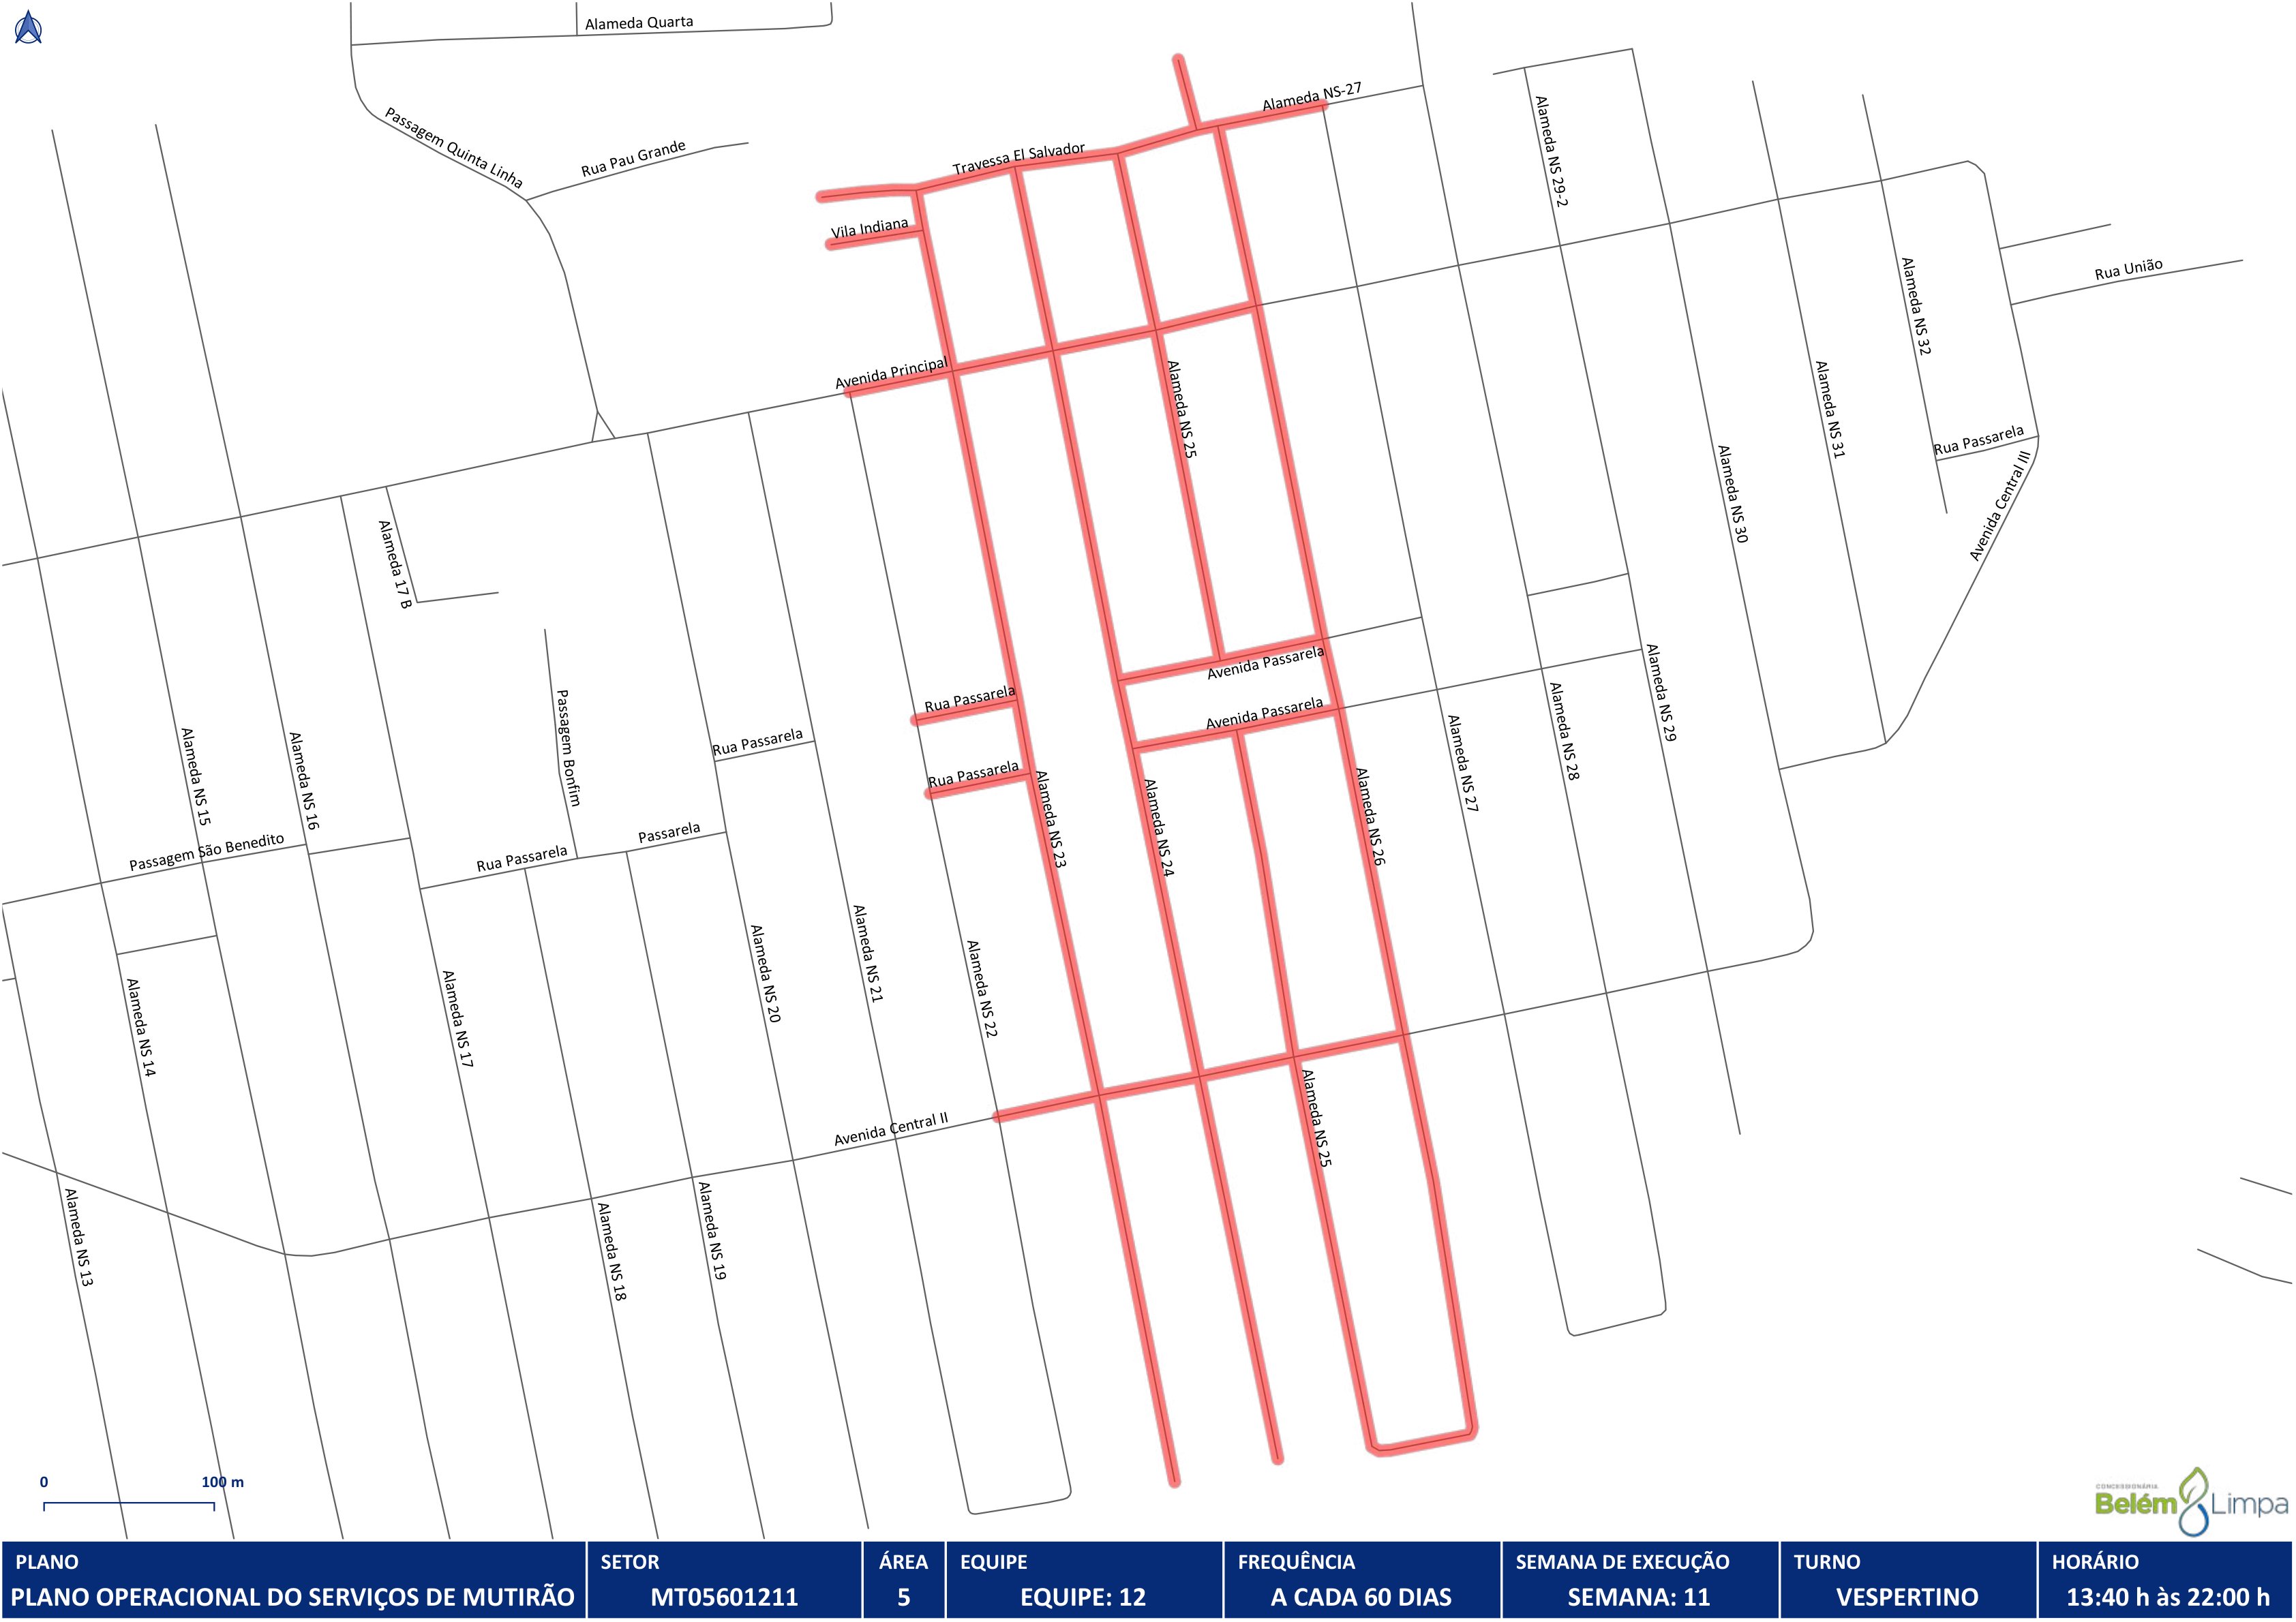 Alameda Quarta
Alameda NS-27
Alameda NS 29-2
Passagem Quinta Linha
Rua Pau Grande
Travessa El Salvador
Vila Indiana
Rua União
Alameda NS 32
Avenida Principal
Alameda NS 25
Alameda NS 31
Rua Passarela
Alameda NS 30
Avenida Central III
Alameda 17 B
Avenida Passarela
Alameda NS 29
Rua Passarela
Passagem Bonfim
Avenida Passarela
Alameda NS 28
Alameda NS 15
Alameda NS 16
Rua Passarela
Alameda NS 27
Rua Passarela
Alameda NS 23
Alameda NS 24
Alameda NS 26
Passagem São Benedito
Rua Passarela
Passarela
Alameda NS 21
Alameda NS 20
Alameda NS 22
Alameda NS 17
Alameda NS 14
Avenida Central II
Alameda NS 25
Alameda NS 13
Alameda NS 18
Alameda NS 19
0 100 m
CONCESSIONÁRIA
Belém Limpa
PLANO
PLANO OPERACIONAL DO SERVIÇOS DE MUTIRÃO
SETOR
MT05601211
ÁREA
5
EQUIPE
EQUIPE: 12
FREQUÊNCIA
A CADA 60 DIAS
SEMANA DE EXECUÇÃO
SEMANA: 11
TURNO
VESPERTINO
HORÁRIO
13:40 h às 22:00 h